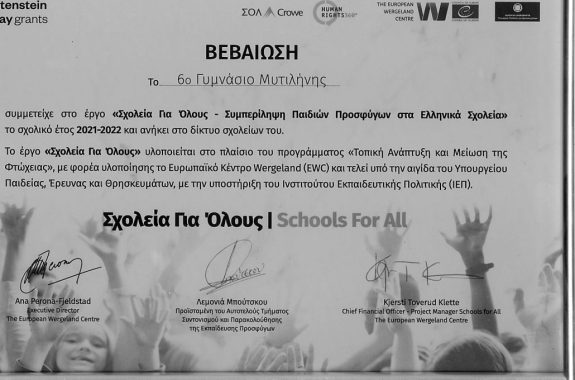 tenstein
ay grants
ΣΟΛ Crowe
HUMAN
RIGHTS360°
THE EUROPEAN
WERGELAND
CENTRE
ΒΕΒΑΙΩΣΗ
Το 6ο Γυμνάσιο Μυτιλήνης
συμμετείχε στο έργο «Σχολεία Για Όλους - Συμπερίληψη Παιδιών Προσφύγων στα Ελληνικά Σχολεία»
το σχολικό έτος 2021-2022 και ανήκει στο δίκτυο σχολείων του.
Το έργο «Σχολεία Για Όλους» υλοποιείται στο πλαίσιο του προγράμματος «Τοπική Ανάπτυξη και Μείωση της
Φτώχειας», με φορέα υλοποίησης το Ευρωπαϊκό Κέντρο Wergeland (EWC) και τελεί υπό την αιγίδα του Υπουργείου
Παιδείας, Έρευνας και Θρησκευμάτων, με την υποστήριξη του Ινστιτούτου Εκπαιδευτικής Πολιτικής (ΙΕΠ).
Σχολεία Για Όλους | Schools For All
Ana Perona-Fjeldstad
Executive Director
The European Wergeland Centre
Λεμονιά Μπούτσκου
Προϊσταμένη του Αυτοτελούς Τμήματος
Συντονισμού και Παρακολούθησης
της Εκπαίδευσης Προσφύγων
Kjersti Toverud Klette
Chief Financial Officer - Project Manager Schools for All
The European Wergeland Centre